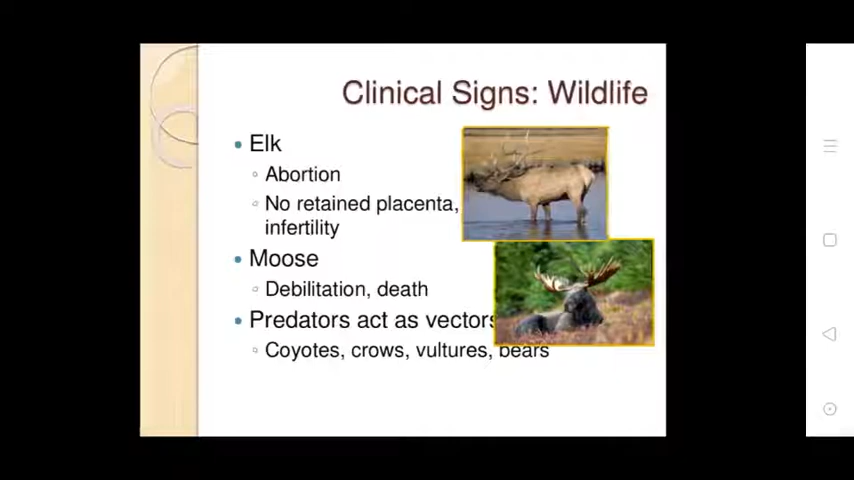 Clinical Signs: Wildlife
Elk
Abortion
No retained placenta,
infertility
Moose
Debilitation, death
Predators act as vectors
Coyotes, crows, vultures, bears